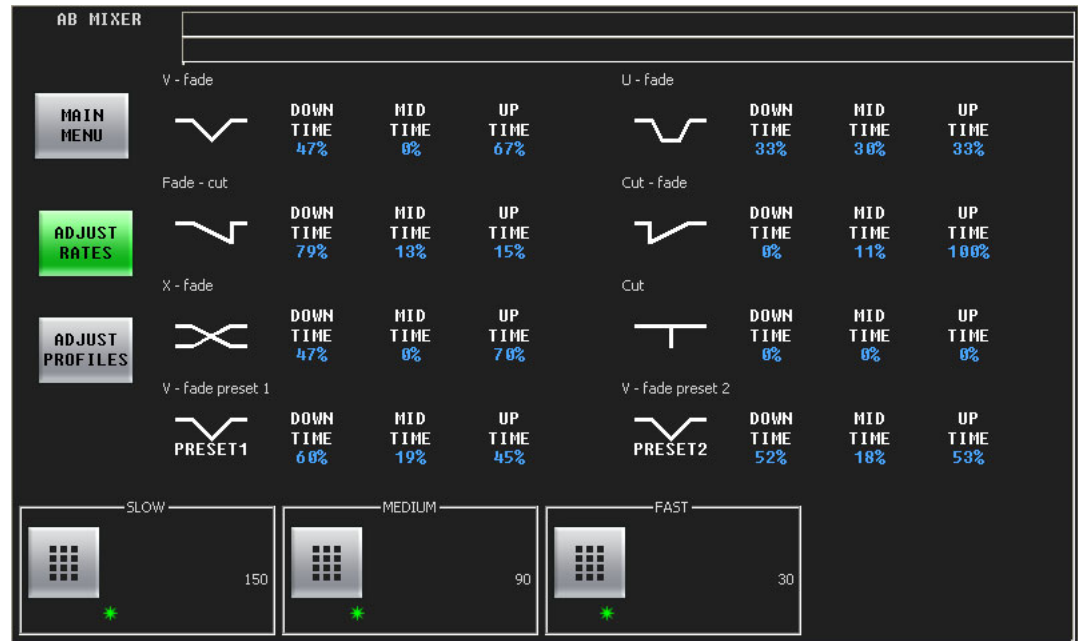 AB MIXER
V - fade
U - fade
MAIN
MENU
DOWN MID UP
TIME TIME TIME
47% 0% 67%
DOWN MID UP
TIME TIME TIME
33% 30% 33%
Fade - cut
Cut - fade
ADJUST
RATES
DOWN MID UP
TIME TIME TIME
79% 13% 15%
DOWN MID UP
TIME TIME TIME
0% 11% 100%
X - fade
Cut
ADJUST
PROFILES
DOWN MID UP
TIME TIME TIME
47% 0% 70%
DOWN MID UP
TIME TIME TIME
0% 0% 0%
V - fade preset 1
V - fade preset 2
PRESET1
DOWN MID UP
TIME TIME TIME
60% 19% 45%
PRESET2
DOWN MID UP
TIME TIME TIME
52% 18% 53%
SLOW
150
MEDIUM
90
FAST
30